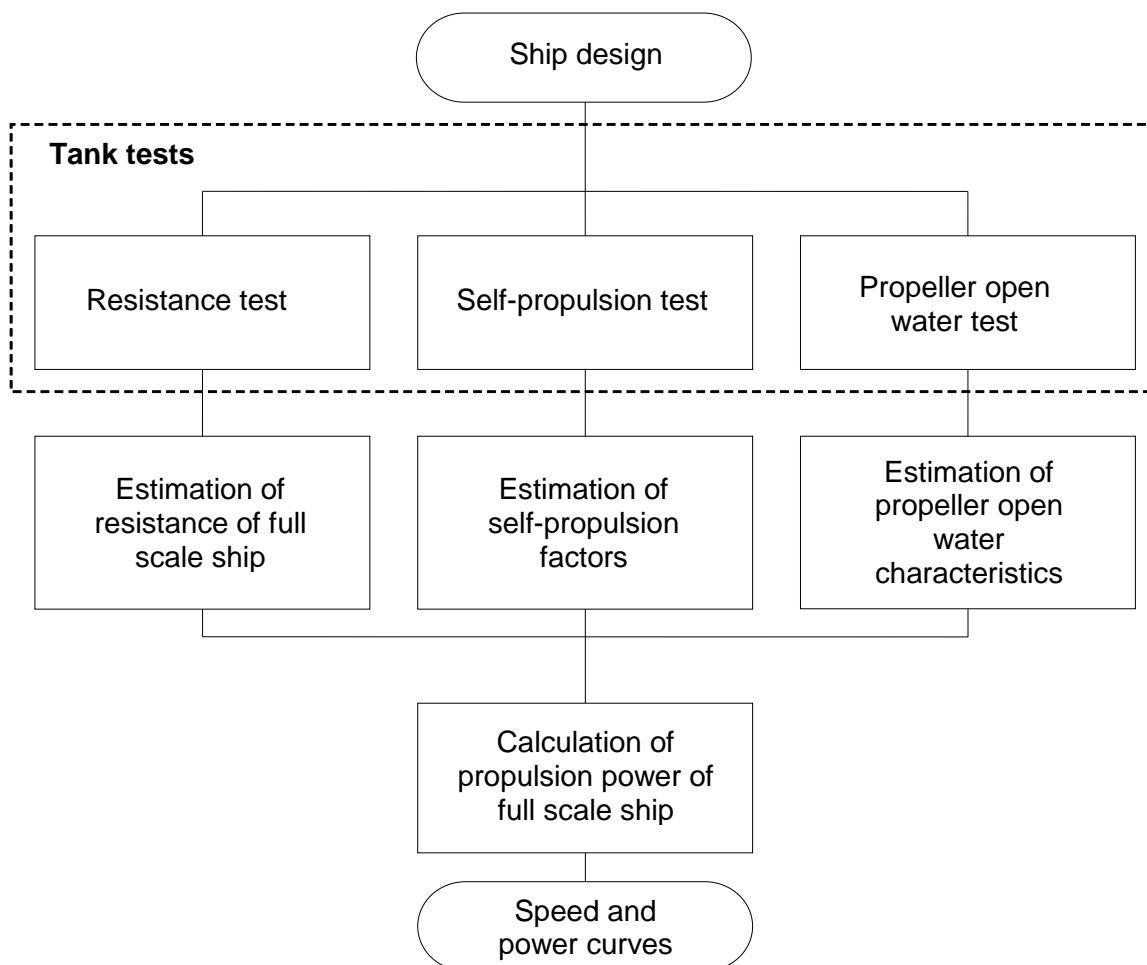 Ship design
Tank tests
Resistance test
Self-propulsion test
Propeller open
water test
Estimation of
resistance of full
scale ship
Estimation of
self-propulsion
factors
Estimation of
propeller open
water
characteristics
Calculation of
propulsion power of
full scale ship
Speed and
power curves